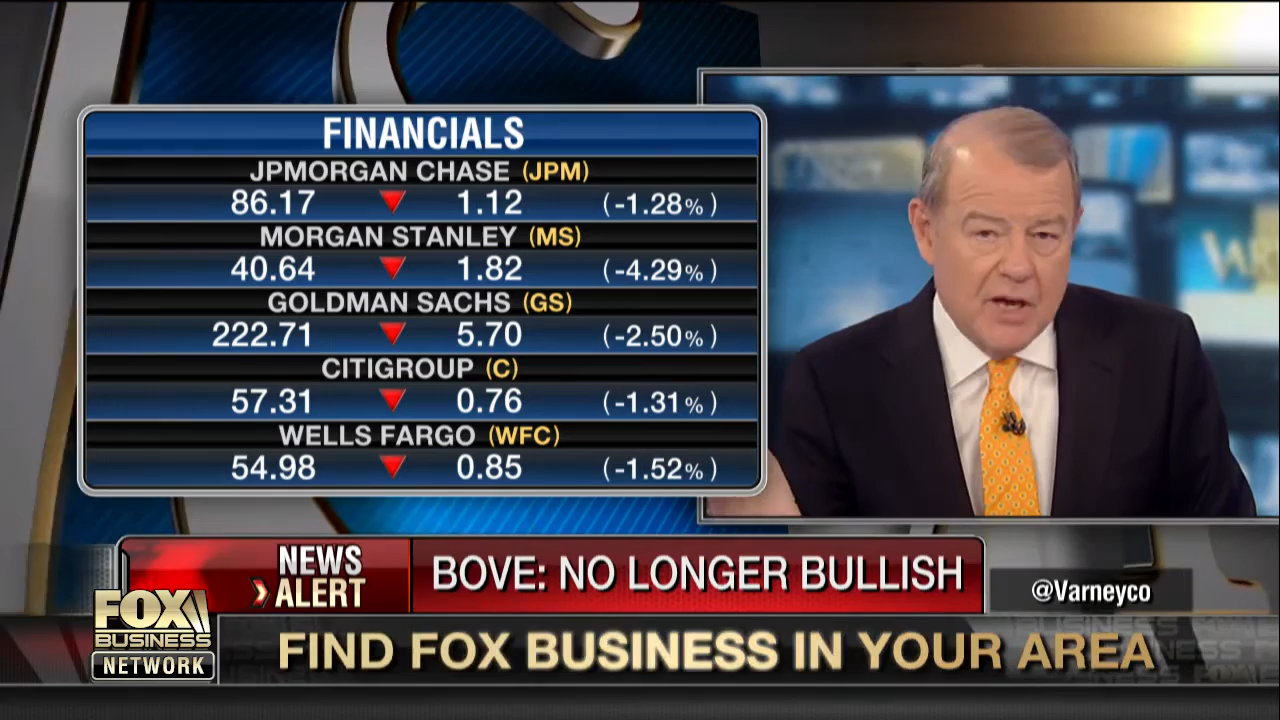 FINANCIALS
JPMORGAN CHASE (JPM)
86.17 ▼ 1.12 (-1.28%)
MORGAN STANLEY (MS)
40.64 ▼ 1.82 (-4.29%)
GOLDMAN SACHS (GS)
222.71 ▼ 5.70 (-2.50%)
CITIGROUP (C)
57.31 ▼ 0.76 (-1.31%)
WELLS FARGO (WFC)
54.98 ▼ 0.85 (-1.52%)
NEWS
ALERT
BOVE: NO LONGER BULLISH
@Varneyco
FOX
BUSINESS
NETWORK
FIND FOX BUSINESS IN YOUR AREA